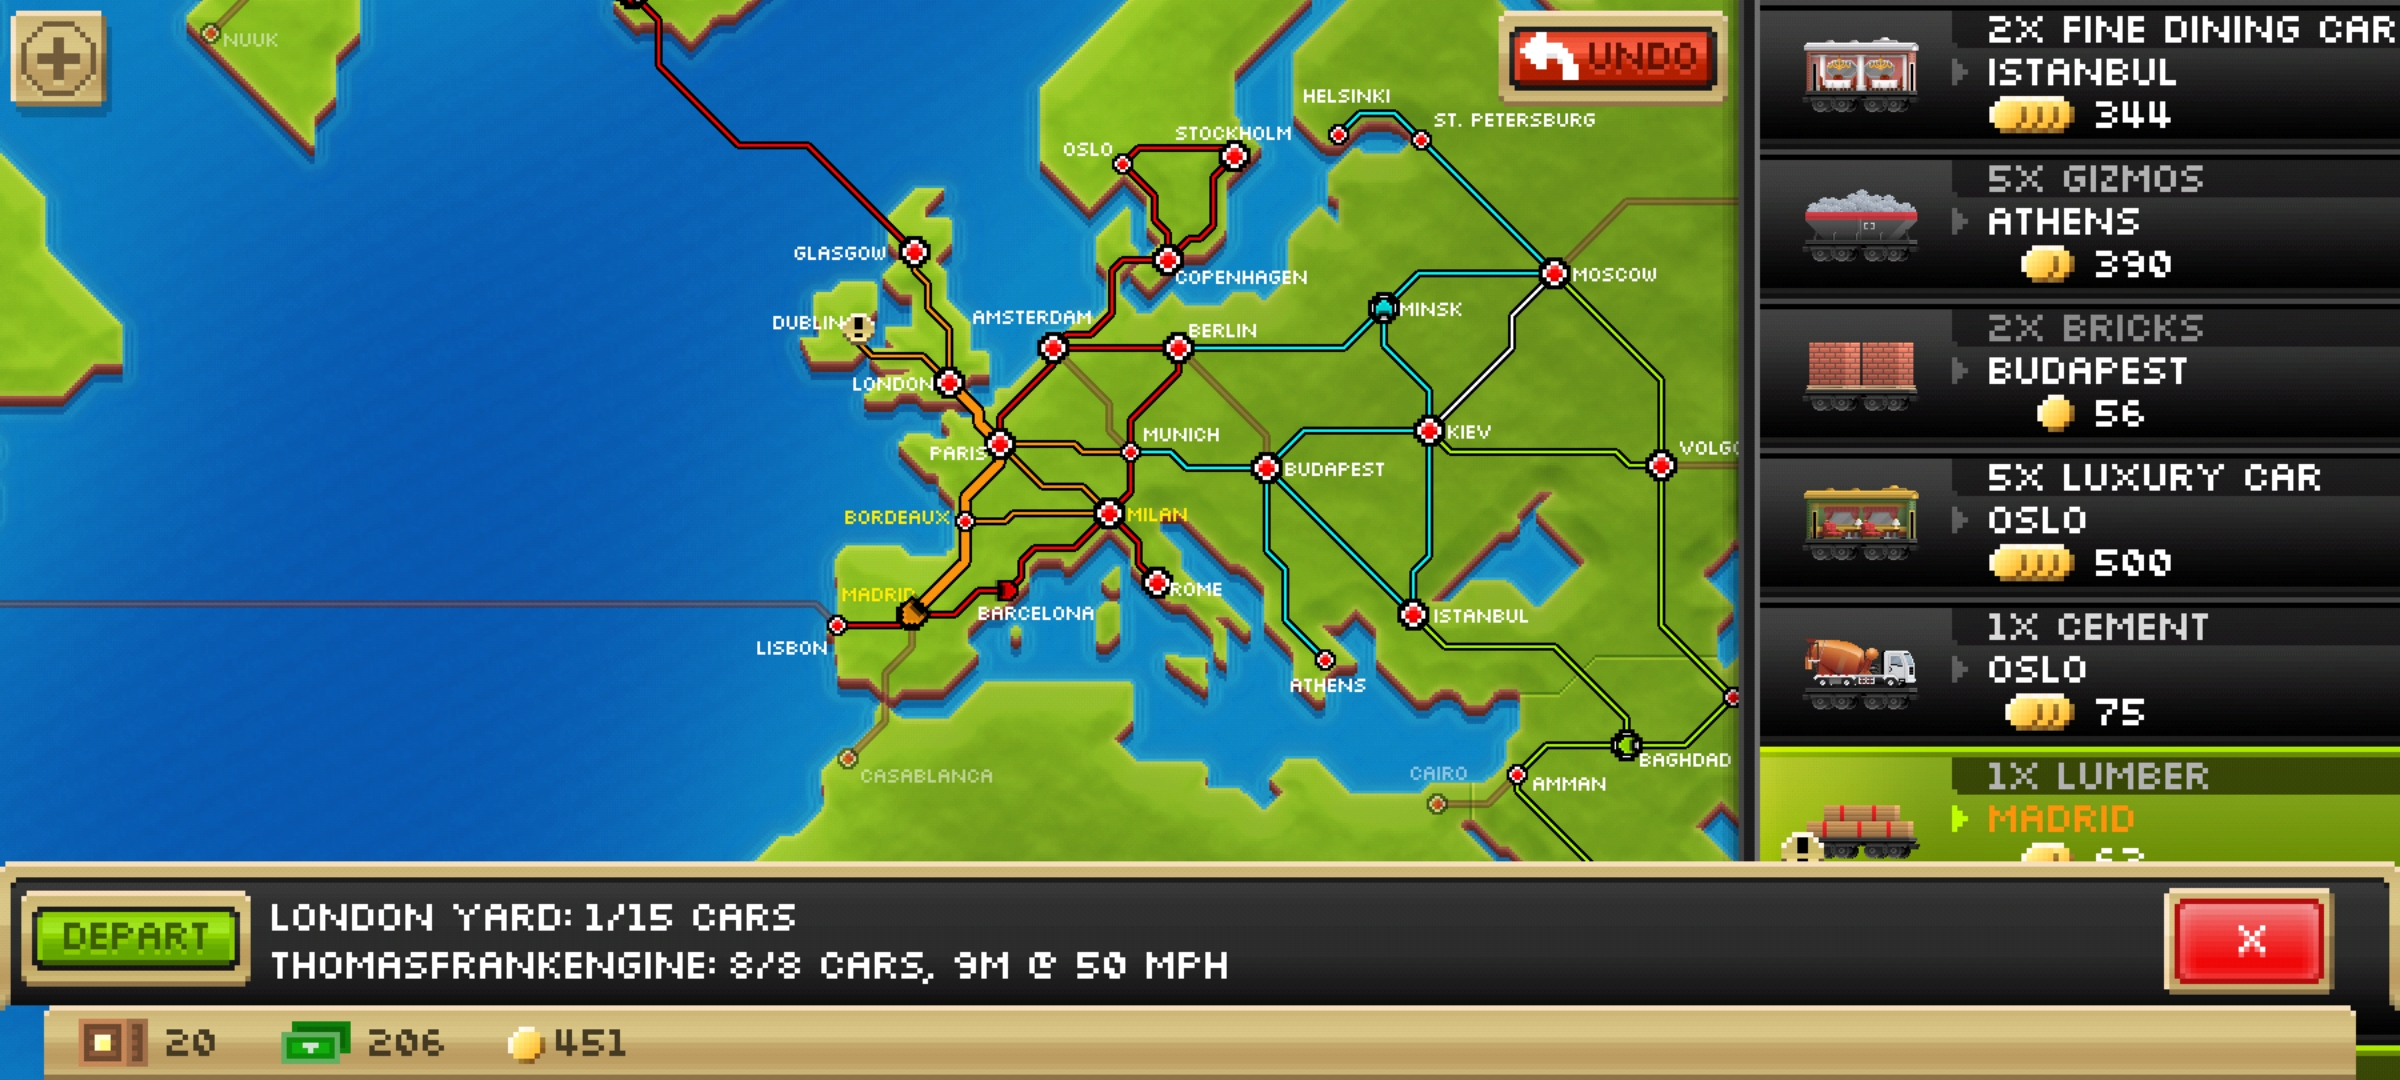 NUUK
UNDO
HELSINKI
ST. PETERSBURG
STOCKHOLM
OSLO
GLASGOW
COPENHAGEN
MOSCOW
AMSTERDAM
MINSK
DUBLIN
BERLIN
LONDON
MUNICH
KIEV
VOLGO
PARIS
BUDAPEST
BORDEAUX
MILAN
MADRID
ROME
BARCELONA
ISTANBUL
LISBON
ATHENS
BAGHDAD
CASABLANCA
CAIRO
AMMAN
2X FINE DINING CAR
ISTANBUL
344
5X GIZMOS
ATHENS
390
2X BRICKS
BUDAPEST
56
5X LUXURY CAR
OSLO
500
1X CEMENT
OSLO
75
1X LUMBER
MADRID
DEPART
LONDON YARD: 1/15 CARS
THOMASFRANKENGINE: 8/8 CARS, 9M @ 50 MPH
X
20
206
451